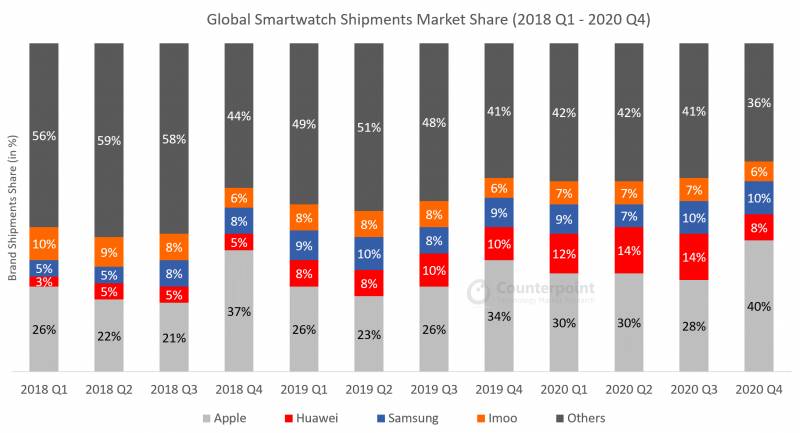 Global Smartwatch Shipments Market Share (2018 Q1 - 2020 Q4)
Brand Shipments Share (in %)
56% 59% 58% 44% 49% 51% 48% 41% 42% 42% 41% 36%
10% 9% 8% 6% 8% 8% 8% 6% 7% 7% 7% 6%
5% 5% 8% 8% 9% 10% 8% 9% 9% 7% 10% 10%
3% 5% 5% 5% 8% 8% 10% 10% 12% 14% 14% 8%
26% 22% 21% 37% 26% 23% 26% 34% 30% 30% 28% 40%
Counterpoint
Technology Market Research
2018 Q1 2018 Q2 2018 Q3 2018 Q4 2019 Q1 2019 Q2 2019 Q3 2019 Q4 2020 Q1 2020 Q2 2020 Q3 2020 Q4
Apple Huawei Samsung Imoo Others